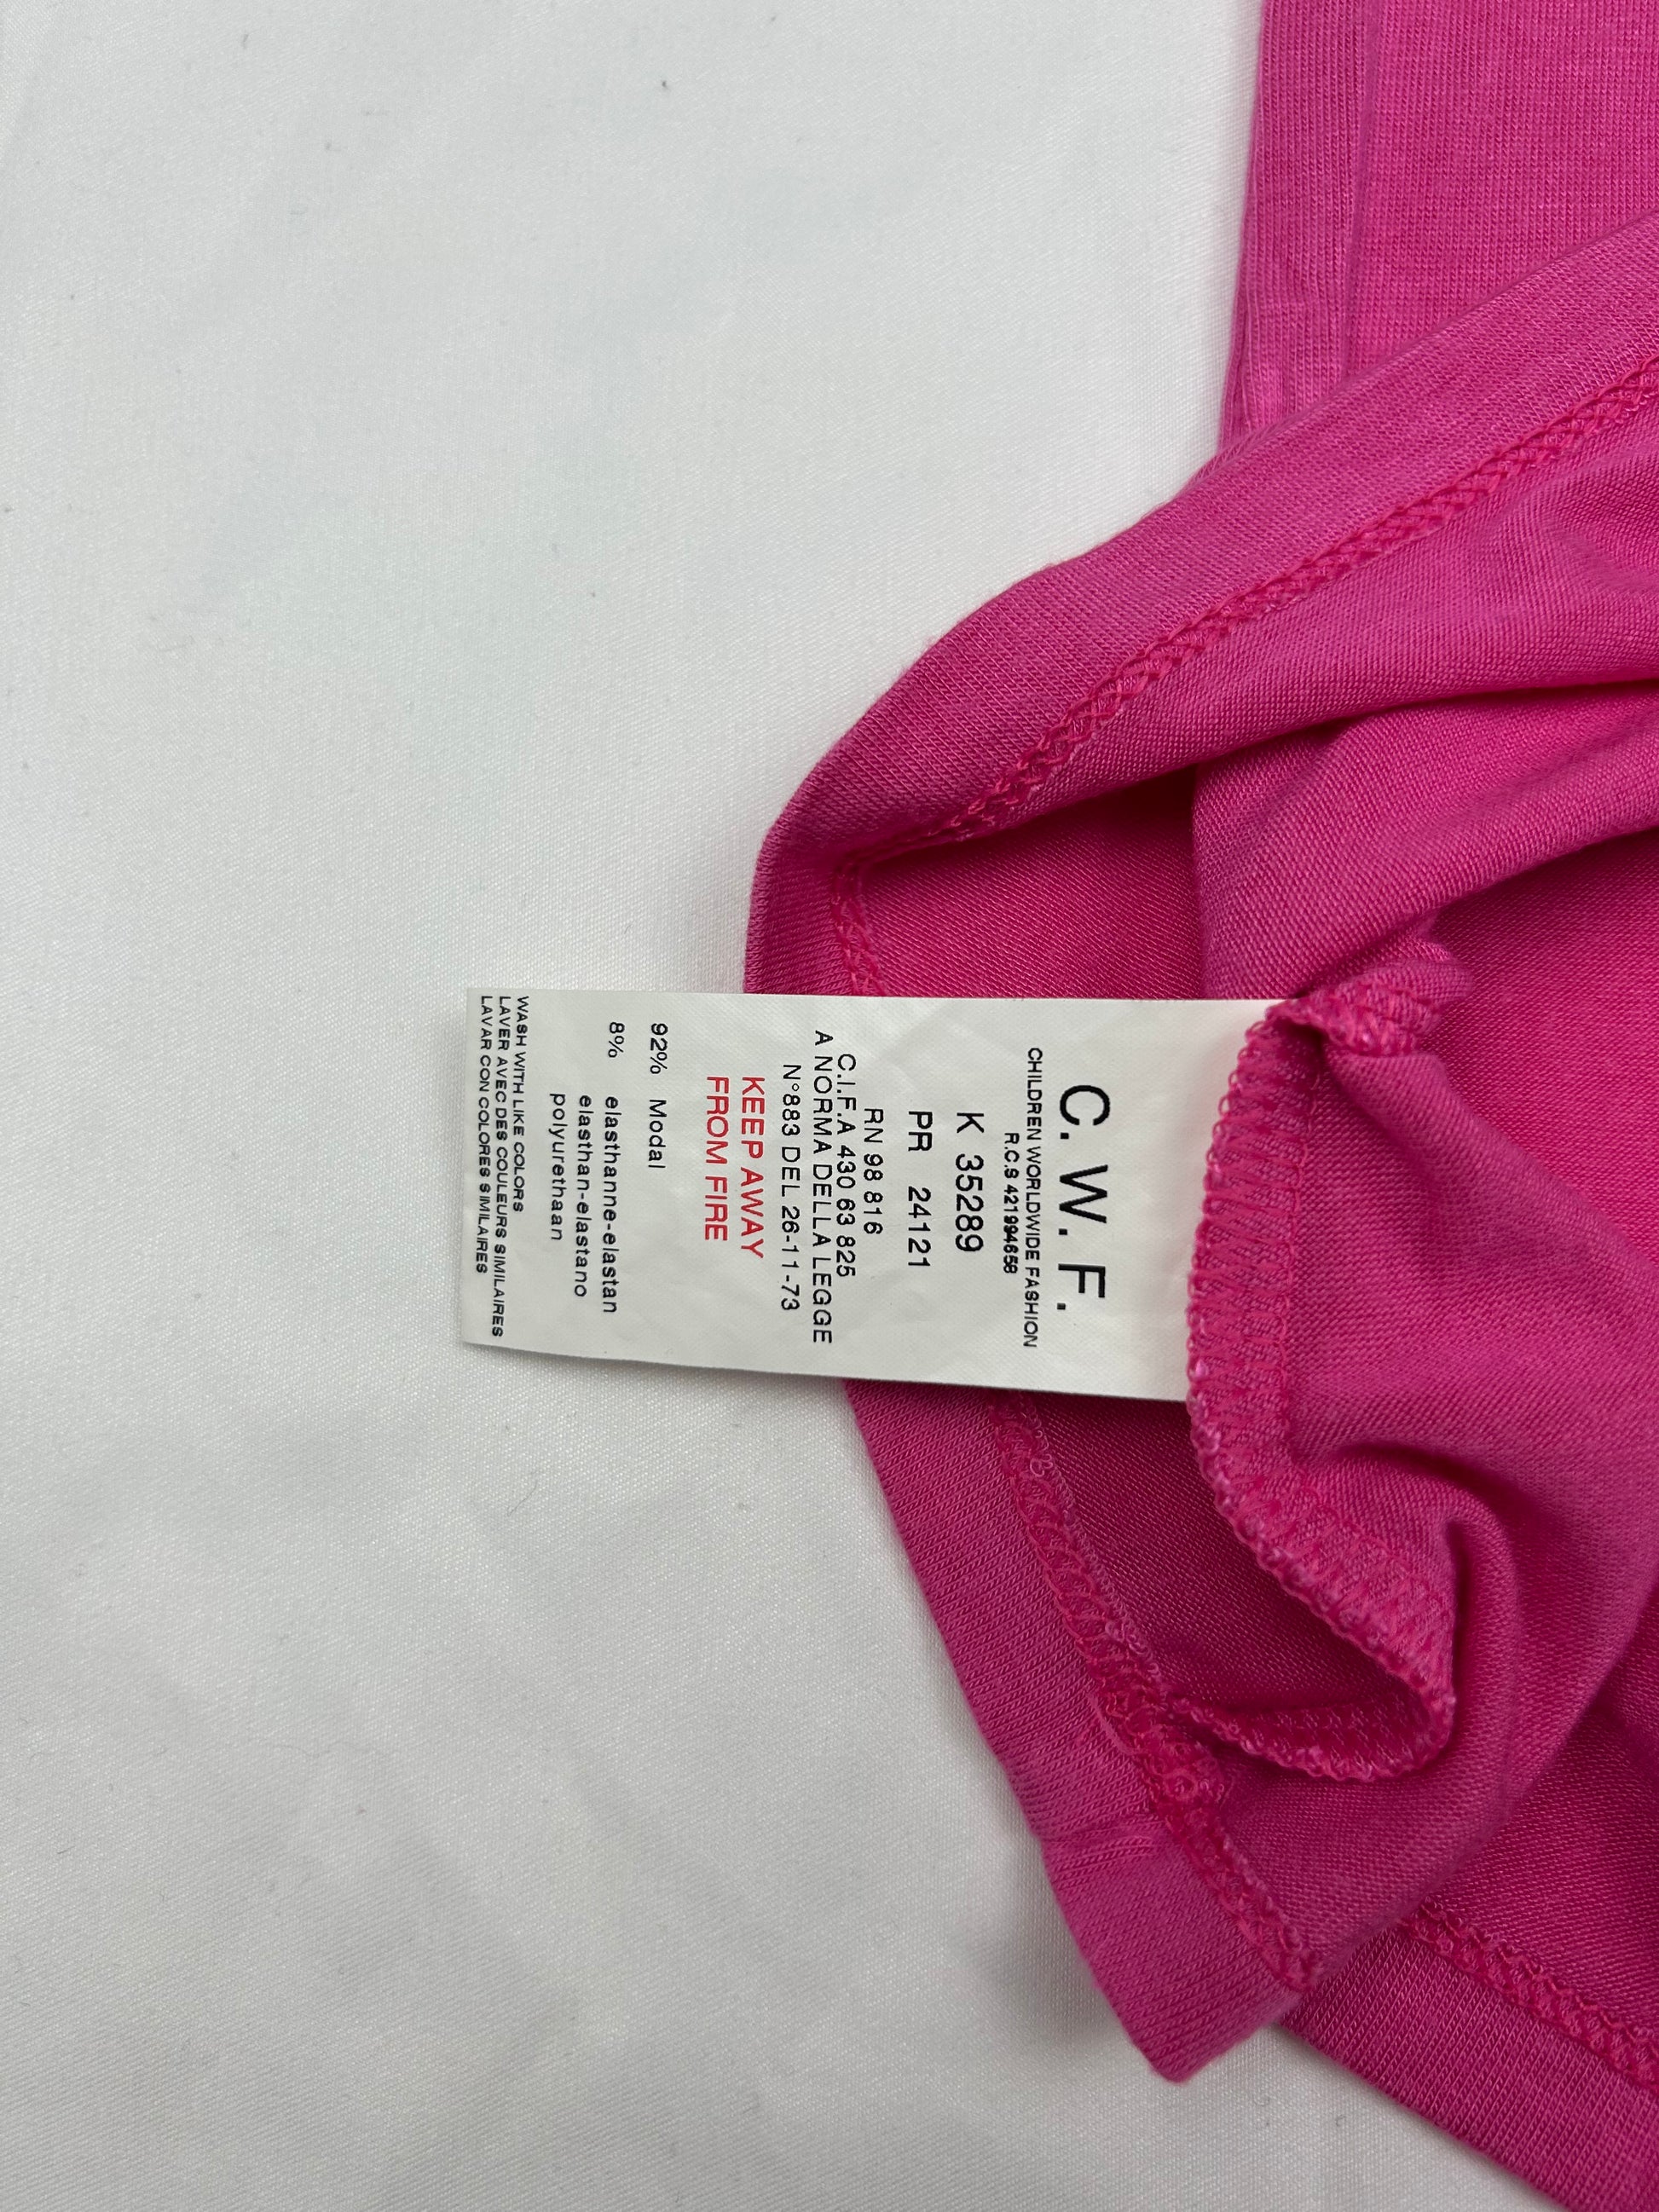 C. W. F.
CHILDREN WORLDWIDE FASHION
R.C.S 421994658
K 35289
PR 24121
RN 98 816
C.I.F.A 430 63 825
A NORMA DELLA LEGGE
N°883 DEL 26-11-73
KEEP AWAY
FROM FIRE
92% Modal
8% elasthanne-elastan
elasthan-elastano
polyurethaan
WASH WITH LIKE COLORS
LAVER AVEC DES COULEURS SIMILAIRES
LAVAR CON COLORES SIMILAIRES